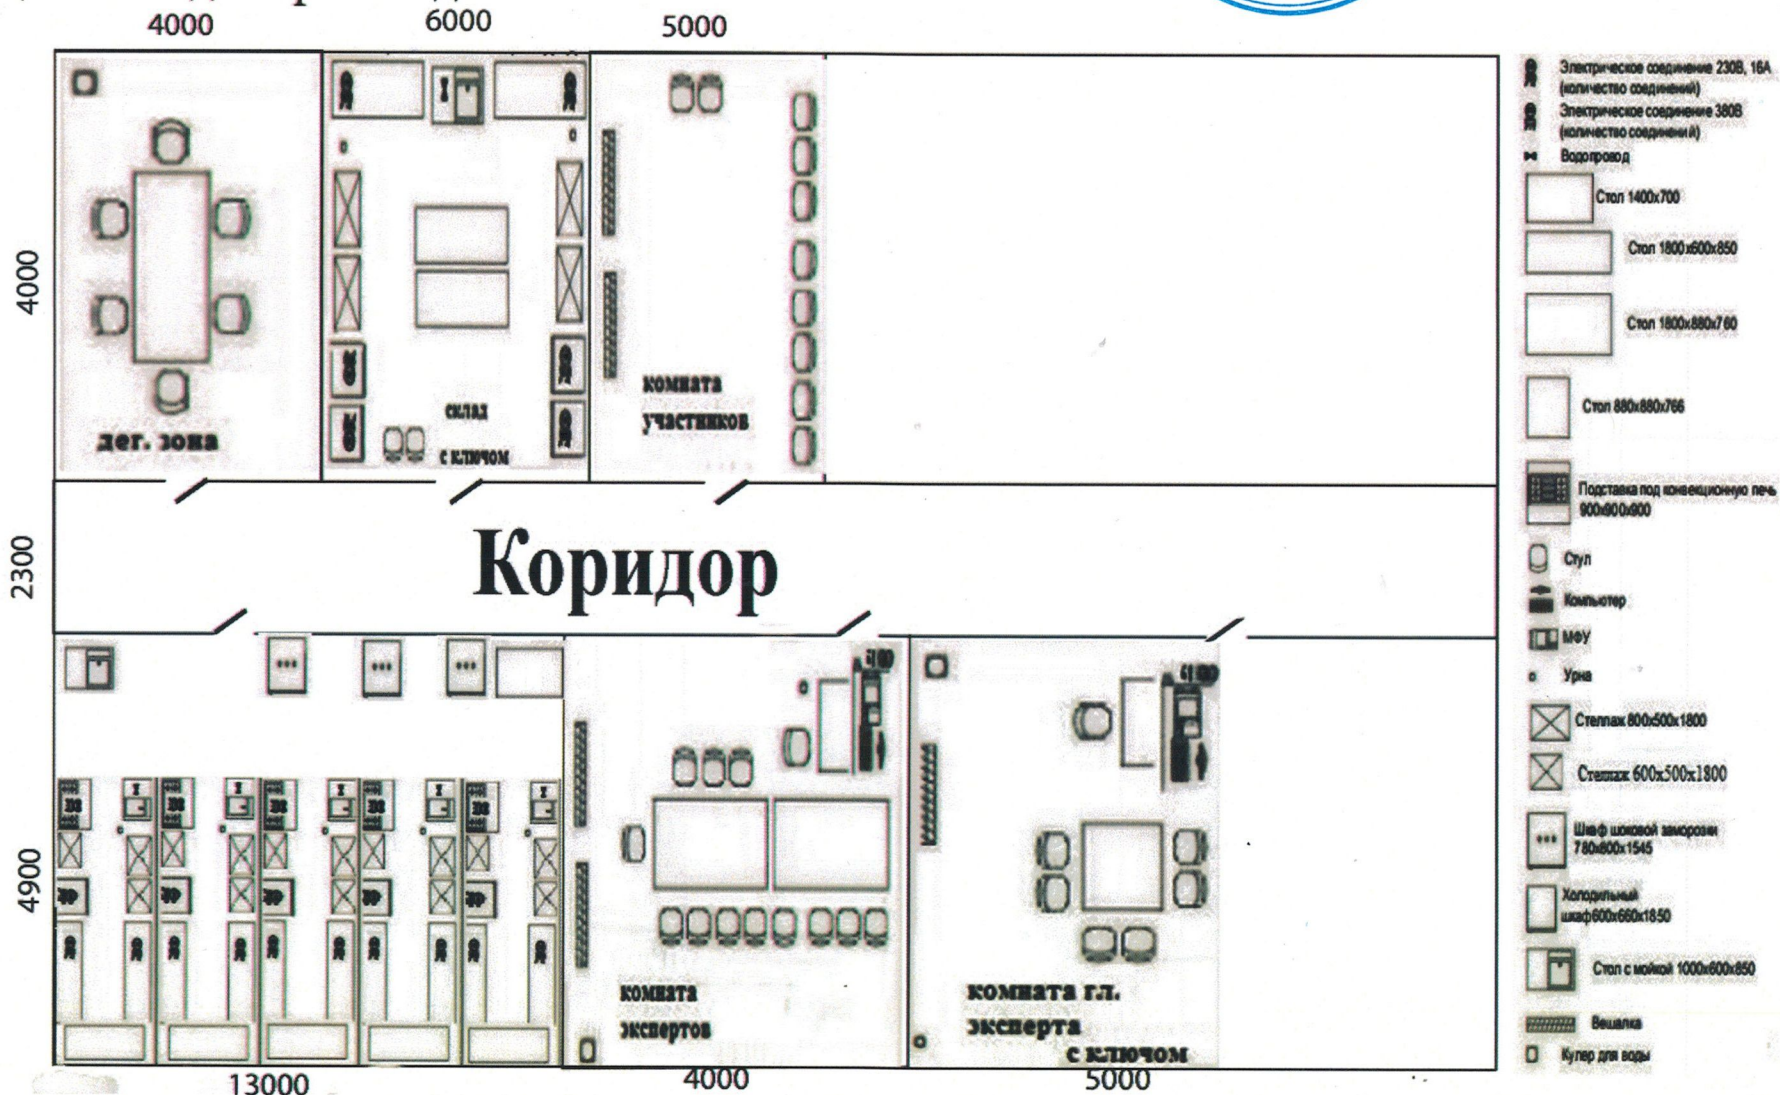 4000
6000
5000
4000
2300
4900
дег. зона
склад
с ключом
комната
участников
Коридор
комната
экспертов
комната гл.
эксперта
с ключом
13000
4000
5000
Электрическое соединение 230В, 16А
(количество соединений)
Электрическое соединение 380В
(количество соединений)
Водопровод
Стол 1400х700
Стол 1800х600х850
Стол 1800х880х760
Стол 880х880х766
Подставка под конвекционную печь
900х900х900
Стул
Компьютер
МФУ
Урна
Стеллаж 800х500х1800
Стеллаж 600х500х1800
Шкаф шоковой заморозки
780х800х1545
Холодильный
шкаф600х660х1850
Стол с мойкой 1000х600х850
Вешалка
Кулер для воды